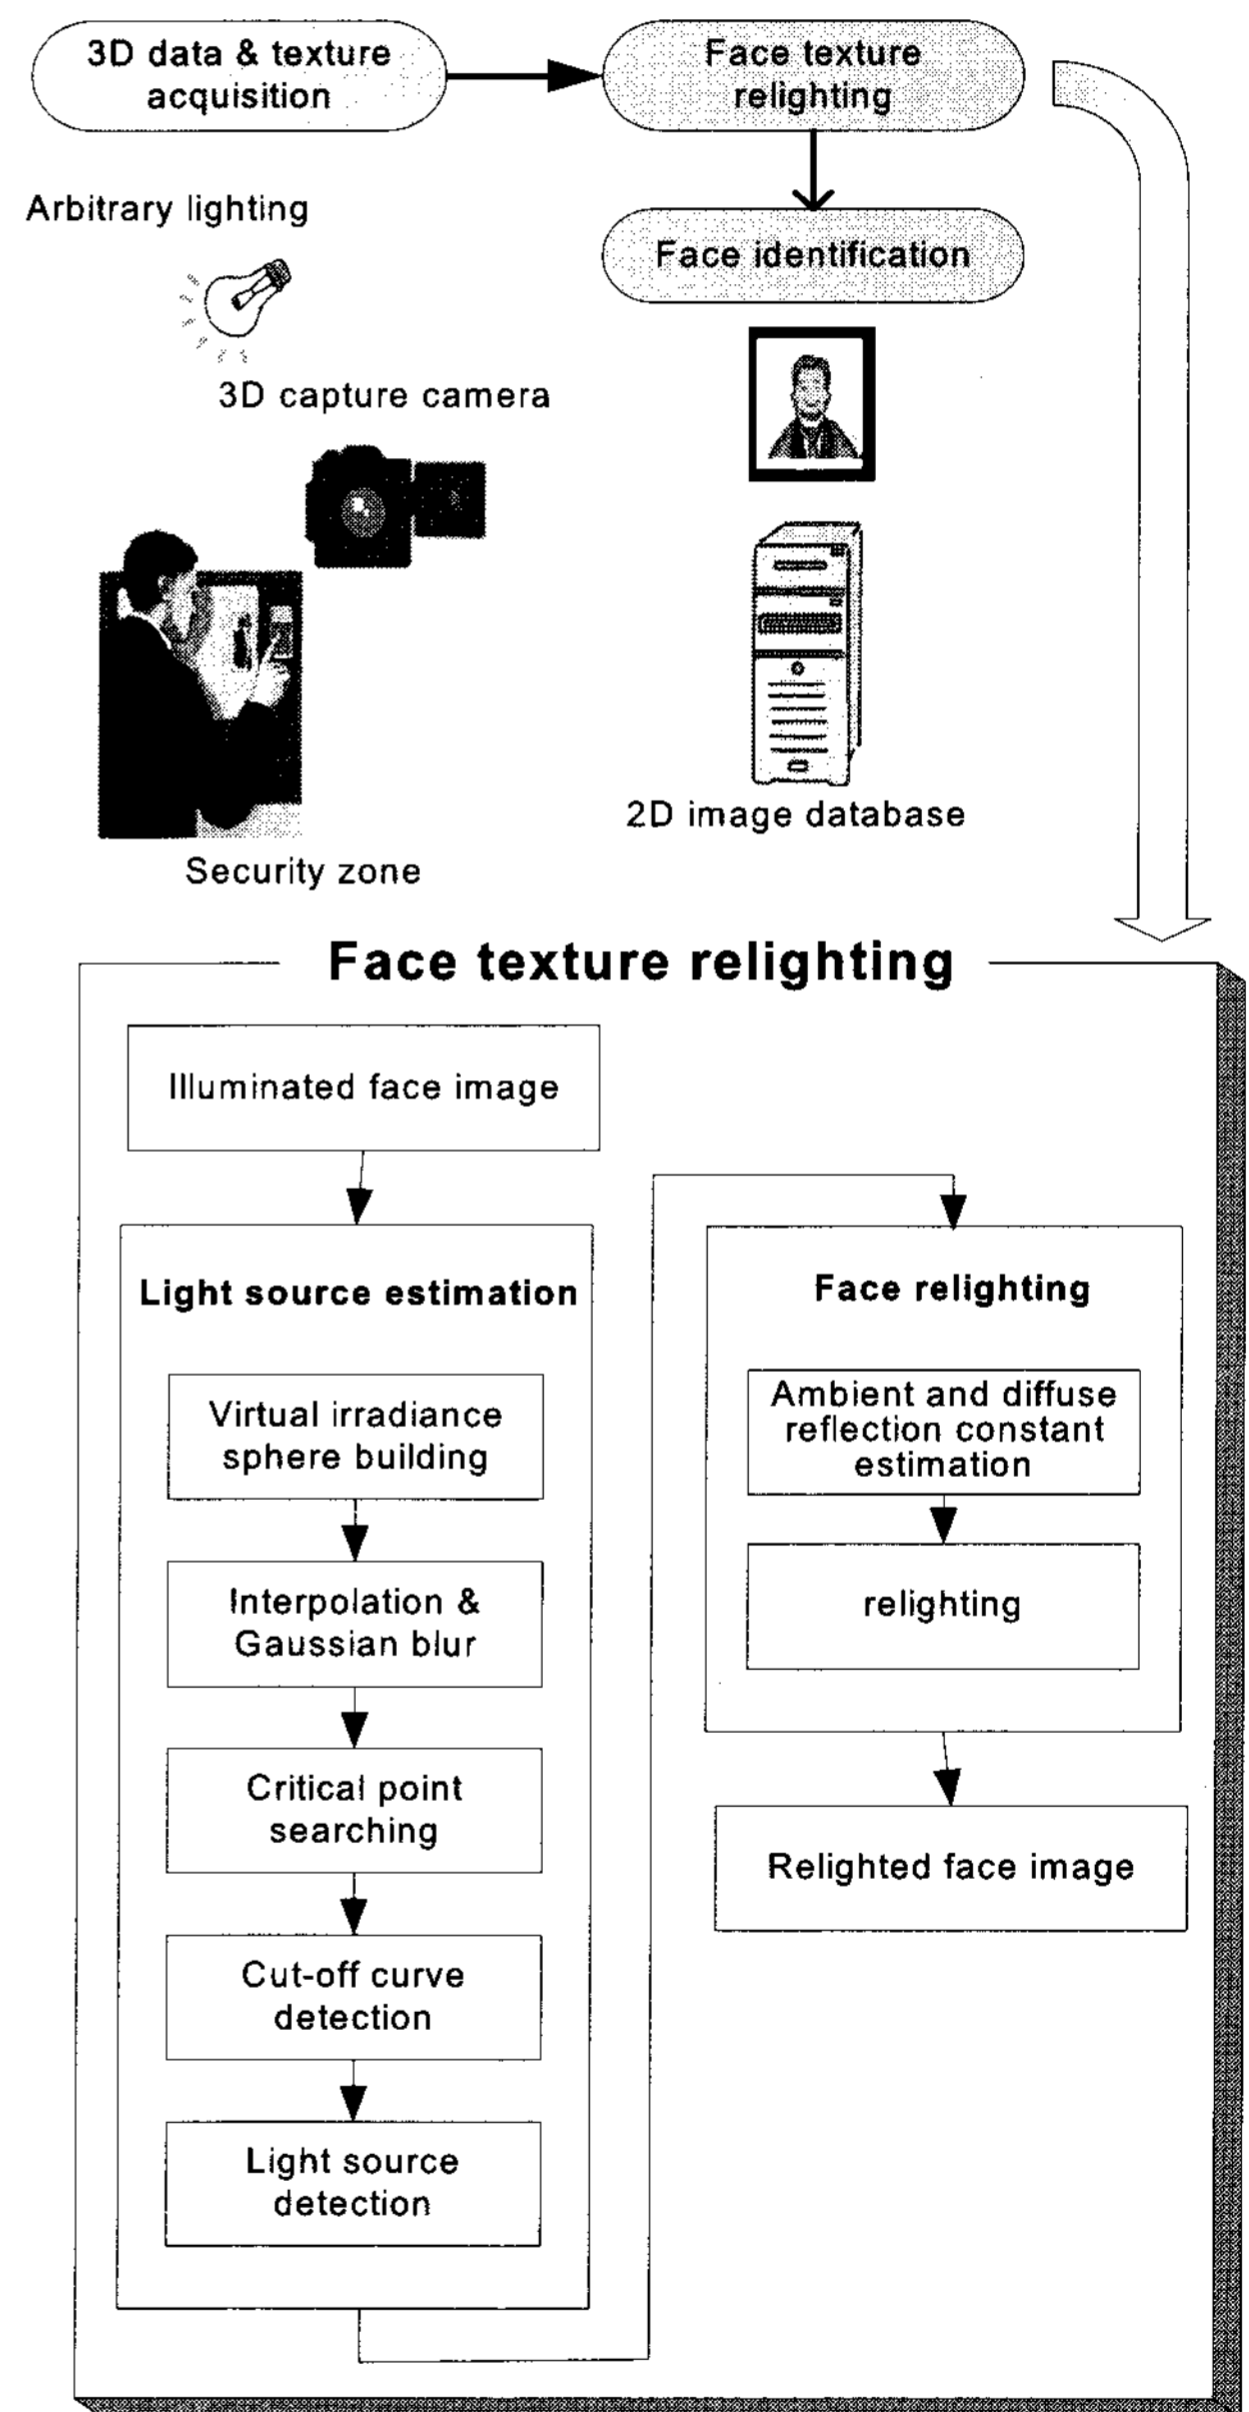 3D data & texture
acquisition
Face texture
relighting
Arbitrary lighting
Face identification
3D capture camera
2D image database
Security zone
Face texture relighting
Illuminated face image
Light source estimation
Virtual irradiance
sphere building
Interpolation &
Gaussian blur
Critical point
searching
Cut-off curve
detection
Light source
detection
Face relighting
Ambient and diffuse
reflection constant
estimation
relighting
Relighted face image